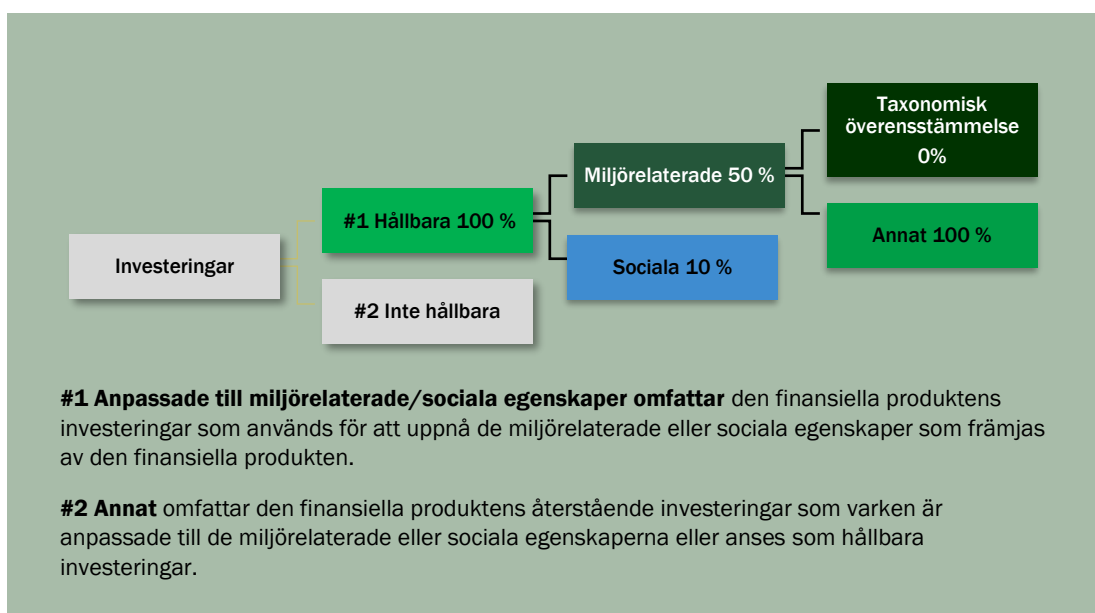 Investeringar
#1 Hållbara 100 %
#2 Inte hållbara
Miljörelaterade 50 %
Sociala 10 %
Taxonomisk
överensstämmelse
0%
Annat 100 %
#1 Anpassade till miljörelaterade/sociala egenskaper omfattar den finansiella produktens
investeringar som används för att uppnå de miljörelaterade eller sociala egenskaper som främjas
av den finansiella produkten.
#2 Annat omfattar den finansiella produktens återstående investeringar som varken är
anpassade till de miljörelaterade eller sociala egenskaperna eller anses som hållbara
investeringar.